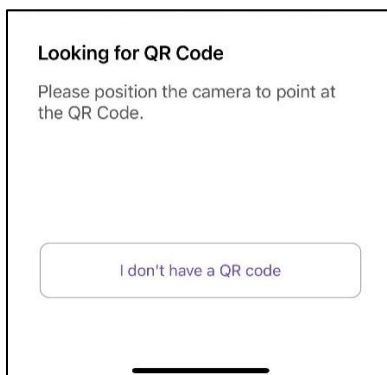 Looking for QR Code
Please position the camera to point at
the QR Code.
I don't have a QR code